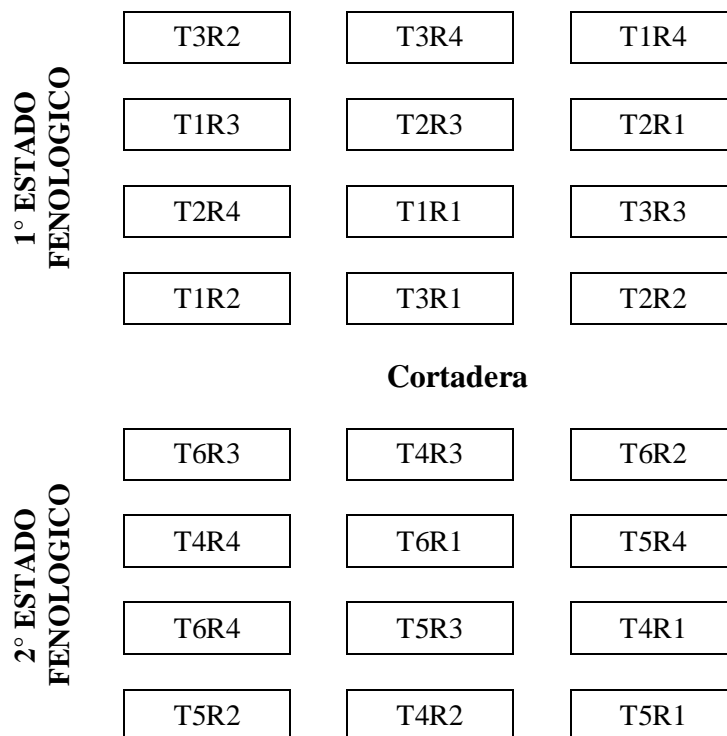 1° ESTADO
FENOLOGICO
T3R2 T3R4 T1R4
T1R3 T2R3 T2R1
T2R4 T1R1 T3R3
T1R2 T3R1 T2R2
Cortadera
2° ESTADO
FENOLOGICO
T6R3 T4R3 T6R2
T4R4 T6R1 T5R4
T6R4 T5R3 T4R1
T5R2 T4R2 T5R1